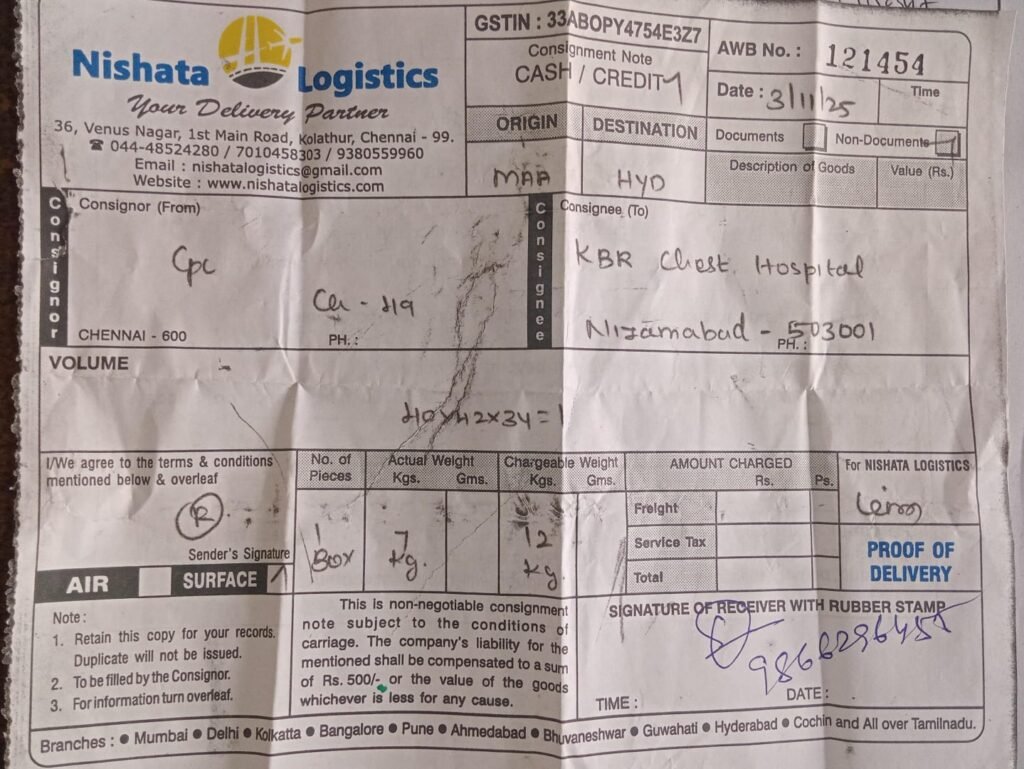 Nishata Logistics
Your Delivery Partner
36, Venus Nagar, 1st Main Road, Kolathur, Chennai - 99.
☎ 044-48524280 / 7010458303 / 9380559960
Email : nishatalogistics@gmail.com
Website : www.nishatalogistics.com
GSTIN : 33ABOPY4754E3Z7
Consignment Note
CASH / CREDIT
AWB No. : 121454
Date : 3/11/25
Time
ORIGIN
DESTINATION
MAA
HYD
Documents
Non-Documents
Description of Goods
Value (Rs.)
Consignor
Consignor (From)
Cpc
CHENNAI - 600
PH. :
Consignee
Consignee (To)
KBR Chest. Hospital
Nizamabad - 503001
PH. :
VOLUME
40x42x34=1
I/We agree to the terms & conditions
mentioned below & overleaf
R
Sender's Signature
AIR
SURFACE
No. of
Pieces
Actual Weight
Kgs.
Gms.
Chargeable Weight
Kgs.
Gms.
1
Box
7
Kg.
12
Kg.
AMOUNT CHARGED
Rs.
Ps.
Freight
Service Tax
Total
For NISHATA LOGISTICS
PROOF OF
DELIVERY
Note :
1. Retain this copy for your records.
Duplicate will not be issued.
2. To be filled by the Consignor.
3. For information turn overleaf.
This is non-negotiable consignment
note subject to the conditions of
carriage. The company's liability for the
mentioned shall be compensated to a sum
of Rs. 500/- or the value of the goods
whichever is less for any cause.
SIGNATURE OF RECEIVER WITH RUBBER STAMP
TIME :
DATE :
Branches : ● Mumbai ● Delhi ● Kolkatta ● Bangalore ● Pune ● Ahmedabad ● Bhuvaneshwar ● Guwahati ● Hyderabad ● Cochin and All over Tamilnadu.